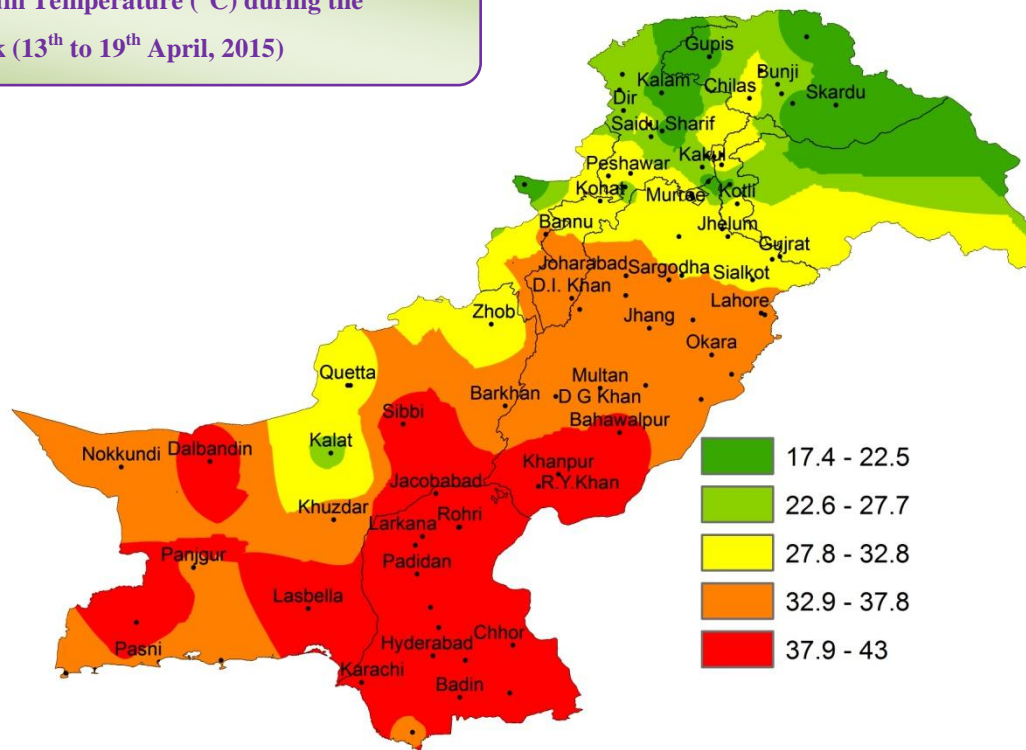 Temperature (°C) during the
(13th to 19th April, 2015)
Gupis
Bunji
Kalam
Chilas
Skardu
Dir
Saidu Sharif
Kakul
Peshawar
Kohat
Murree
Kotli
Bannu
Jhelum
Gujrat
Joharabad
Sargodha
Sialkot
D.I. Khan
Lahore
Zhob
Jhang
Okara
Quetta
Multan
Barkhan
D G Khan
Sibbi
Bahawalpur
Kalat
Nokkundi
Dalbandin
Khanpur
Jacobabad
R.Y.Khan
Khuzdar
Larkana
Rohri
Panjgur
Padidan
Lasbella
Chhor
Hyderabad
Pasni
Karachi
Badin
17.4 - 22.5
22.6 - 27.7
27.8 - 32.8
32.9 - 37.8
37.9 - 43